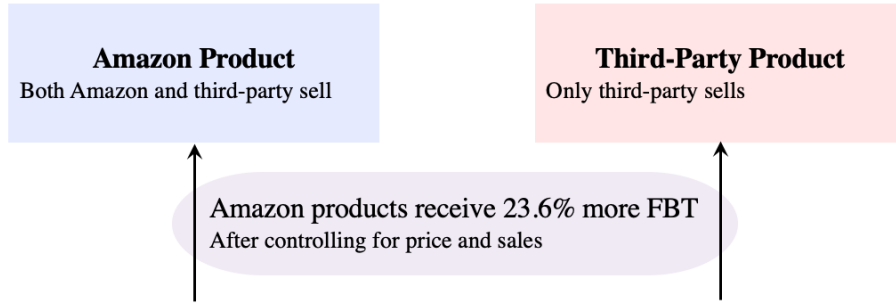 Amazon Product
Both Amazon and third-party sell
Third-Party Product
Only third-party sells
Amazon products receive 23.6% more FBT
After controlling for price and sales